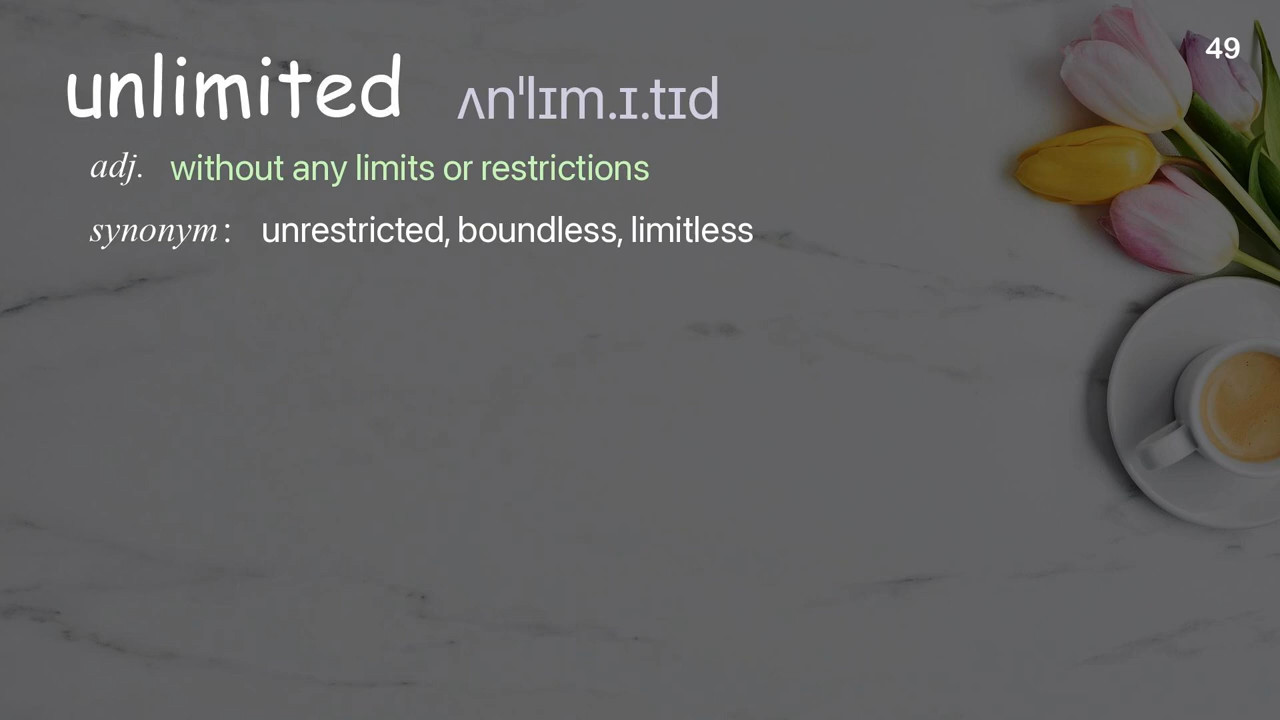 49
unlimited ʌnˈlɪm.ɪ.tɪd
adj. without any limits or restrictions
synonym: unrestricted, boundless, limitless